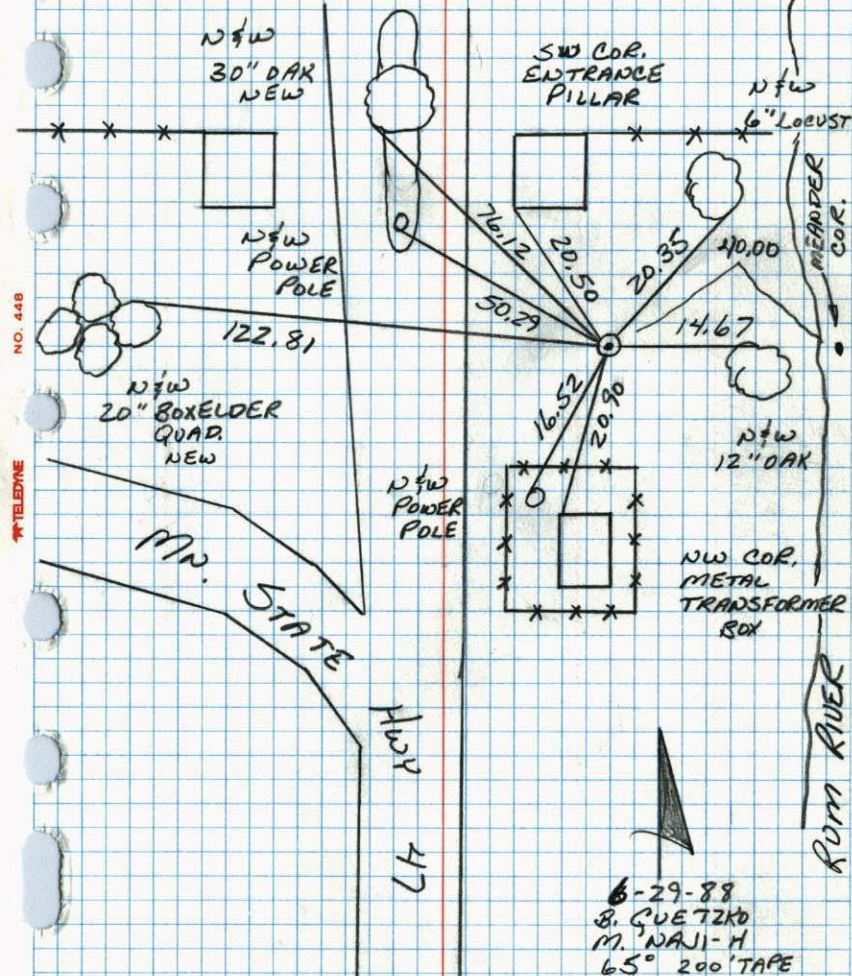 N & W
30" OAK
NEW
SW COR.
ENTRANCE
PILLAR
N & W
6" LOCUST
MEANDER
COR.
N & W
POWER
POLE
76.12
20.50
20.35
40.00
50.29
14.67
122.81
N & W
20" BOXELDER
QUAD.
NEW
16.52
20.90
N & W
12" OAK
N & W
POWER
POLE
NW COR.
METAL
TRANSFORMER
BOX
MN. STATE HWY 47
RUM RIVER
6-29-88
B. GUETZKO
M. NAJI-H
65° 200' TAPE
NO. 448
TELEDYNE